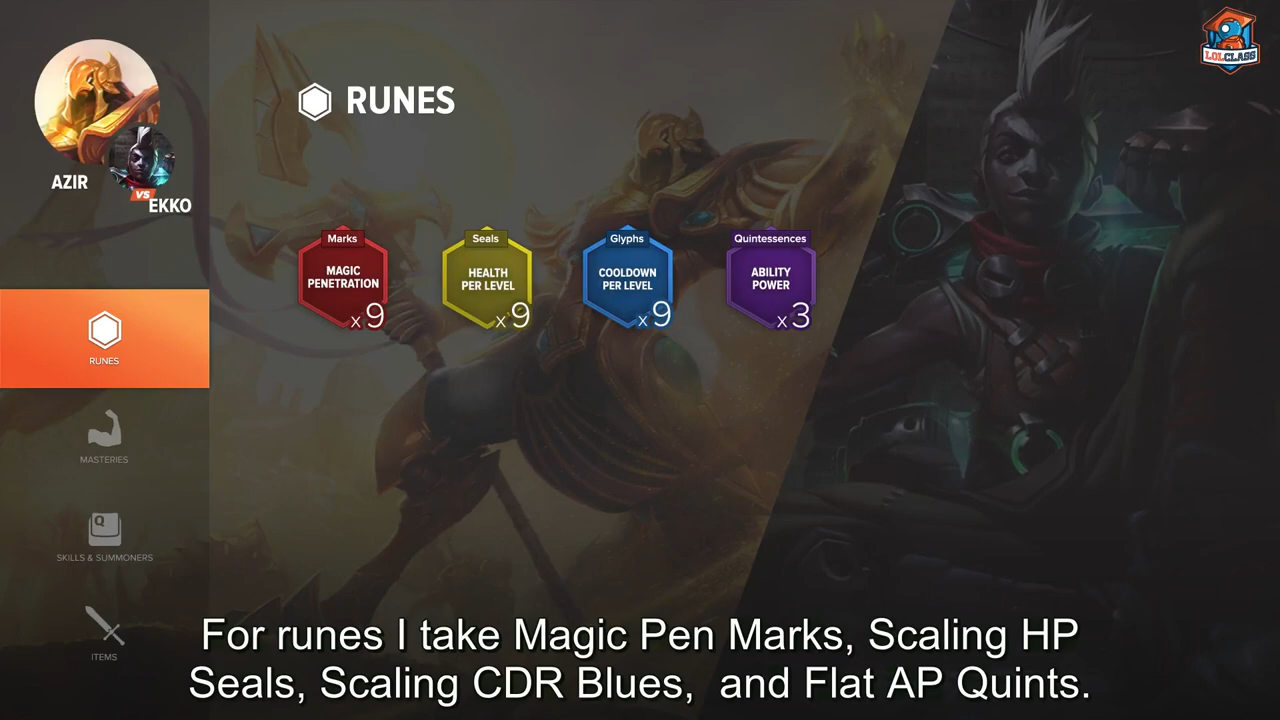 LOLCLASS
RUNES
AZIR
VS
EKKO
Marks
MAGIC
PENETRATION
x9
Seals
HEALTH
PER LEVEL
x9
Glyphs
COOLDOWN
PER LEVEL
x9
Quintessences
ABILITY
POWER
x3
RUNES
MASTERIES
Q
SKILLS & SUMMONERS
ITEMS
For runes I take Magic Pen Marks, Scaling HP
Seals, Scaling CDR Blues,  and Flat AP Quints.